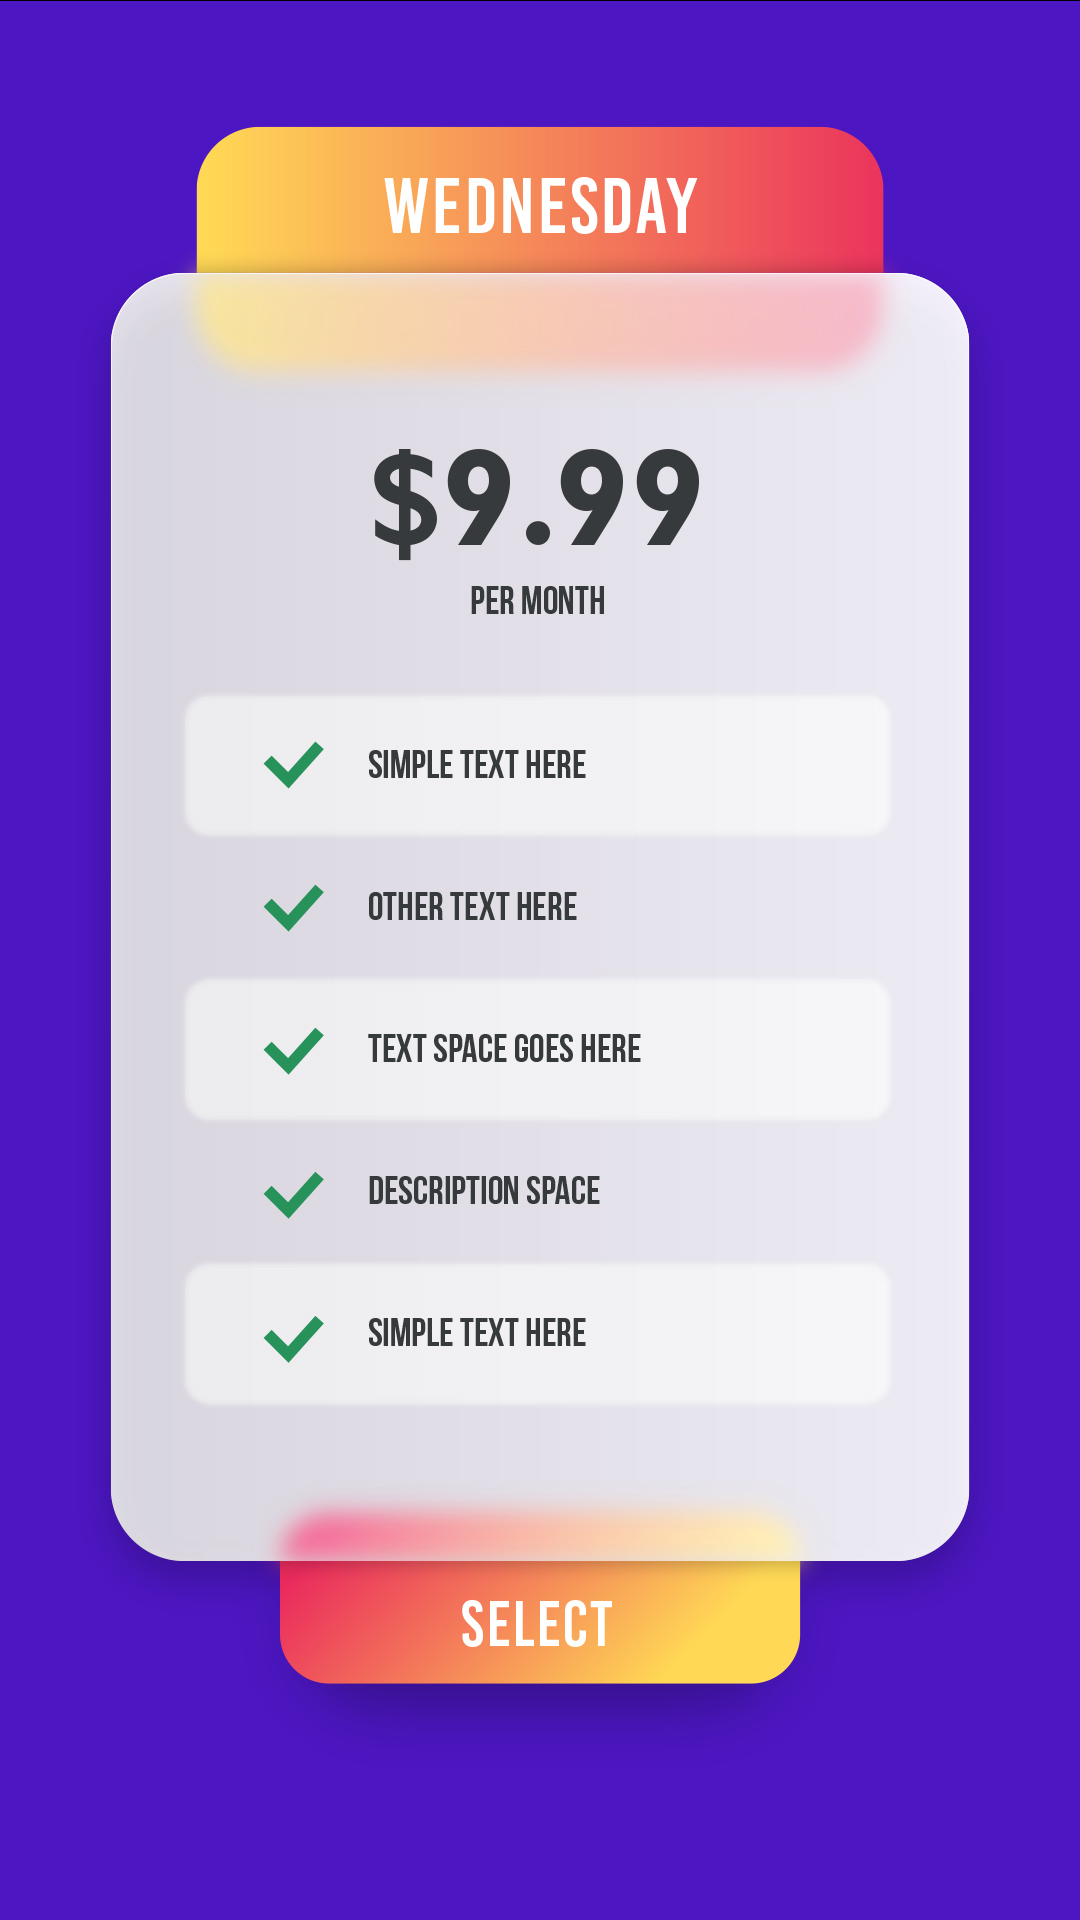 WEDNESDAY
$9.99
PER MONTH
SIMPLE TEXT HERE
OTHER TEXT HERE
TEXT SPACE GOES HERE
DESCRIPTION SPACE
SIMPLE TEXT HERE
SELECT